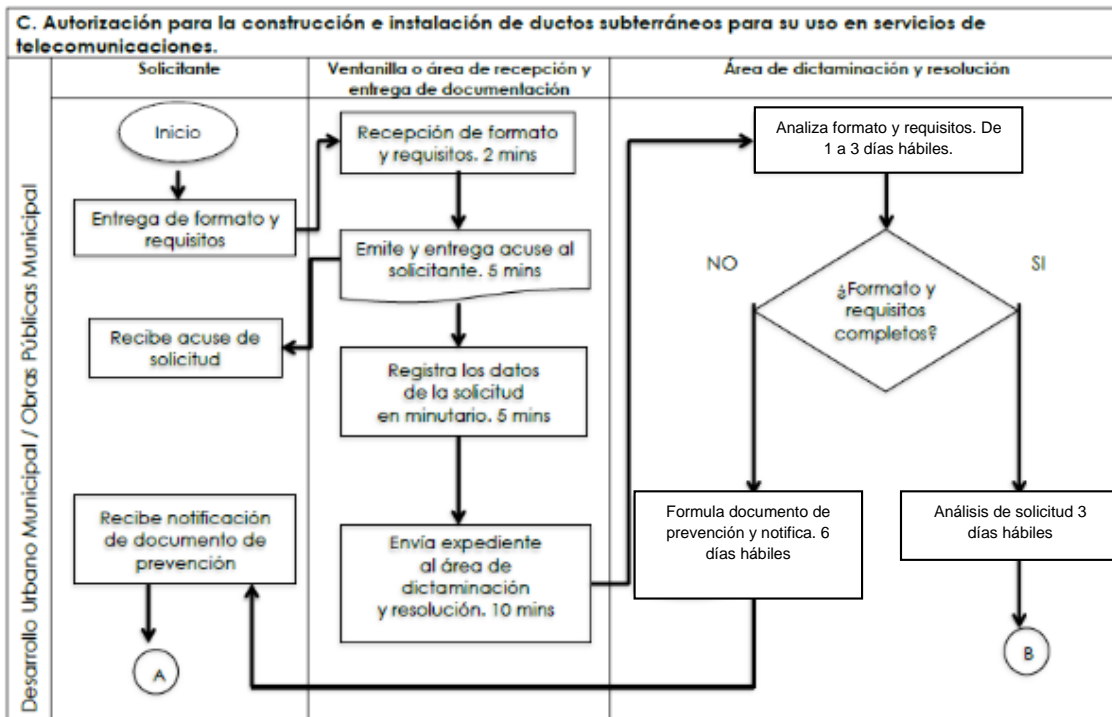 C. Autorización para la construcción e instalación de ductos subterráneos para su uso en servicios de
telecomunicaciones.
Desarrollo Urbano Municipal / Obras Públicas Municipal
Solicitante
Ventanilla o área de recepción y
entrega de documentación
Área de dictaminación y resolución
Inicio
Entrega de formato y
requisitos
Recibe acuse de
solicitud
Recibe notificación
de documento de
prevención
A
Recepción de formato
y requisitos. 2 mins
Emite y entrega acuse al
solicitante. 5 mins
Registra los datos
de la solicitud
en minutario. 5 mins
Envía expediente
al área de
dictaminación
y resolución. 10 mins
Analiza formato y requisitos. De
1 a 3 días hábiles.
NO
SI
¿Formato y
requisitos
completos?
Formula documento de
prevención y notifica. 6
días hábiles
Análisis de solicitud 3
días hábiles
B